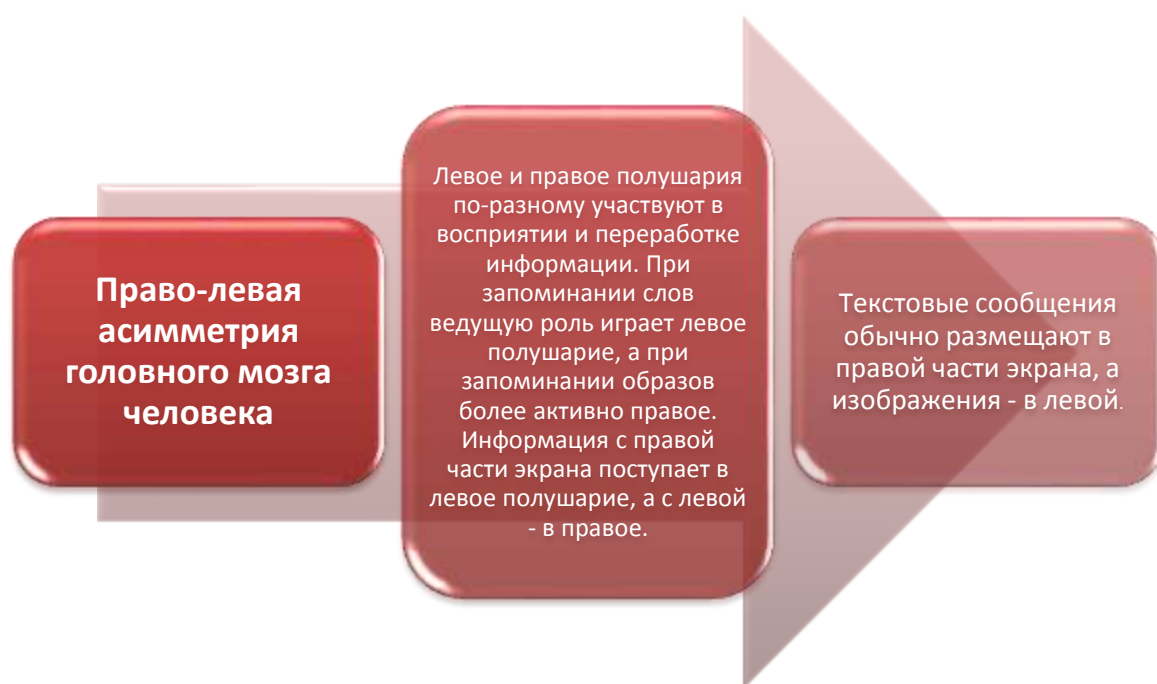 Право-левая
асимметрия
головного мозга
человека
Левое и правое полушария
по-разному участвуют в
восприятии и переработке
информации. При
запоминании слов
ведущую роль играет левое
полушарие, а при
запоминании образов
более активно правое.
Информация с правой
части экрана поступает в
левое полушарие, а с левой
- в правое.
Текстовые сообщения
обычно размещают в
правой части экрана, а
изображения - в левой.